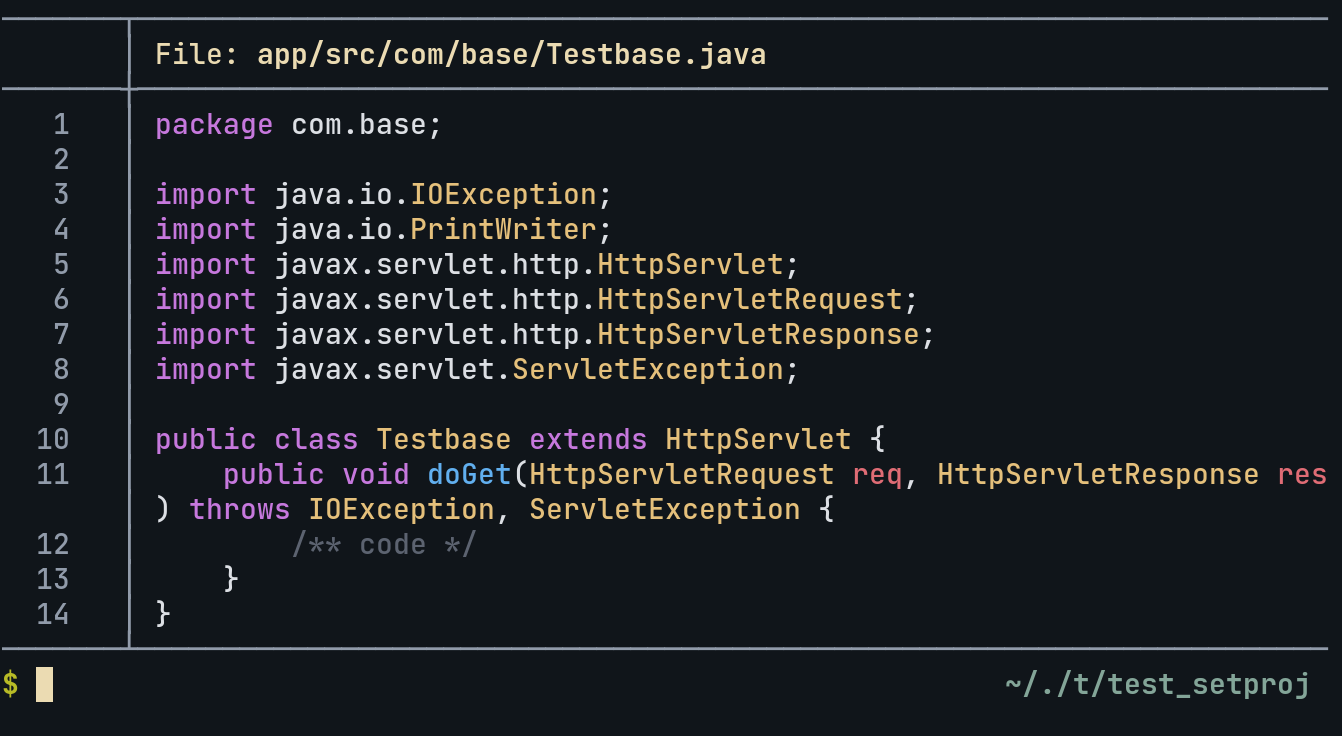 File: app/src/com/base/Testbase.java
1 package com.base;
2
3 import java.io.IOException;
4 import java.io.PrintWriter;
5 import javax.servlet.http.HttpServlet;
6 import javax.servlet.http.HttpServletRequest;
7 import javax.servlet.http.HttpServletResponse;
8 import javax.servlet.ServletException;
9
10 public class Testbase extends HttpServlet {
11     public void doGet(HttpServletRequest req, HttpServletResponse res
) throws IOException, ServletException {
12         /** code */
13     }
14 }
$ ~/./t/test_setproj